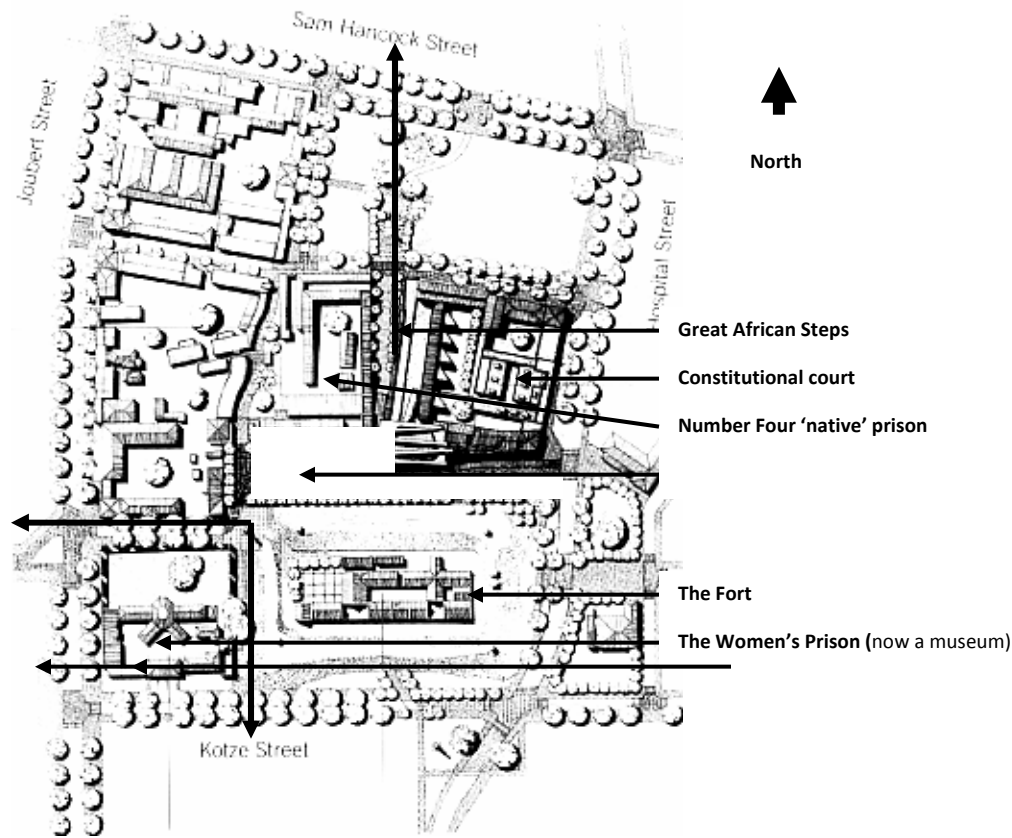 Sam Hancock Street
Joubert Street
North
Hospital Street
Great African Steps
Constitutional court
Number Four ‘native’ prison
The Fort
The Women’s Prison (now a museum)
Kotze Street